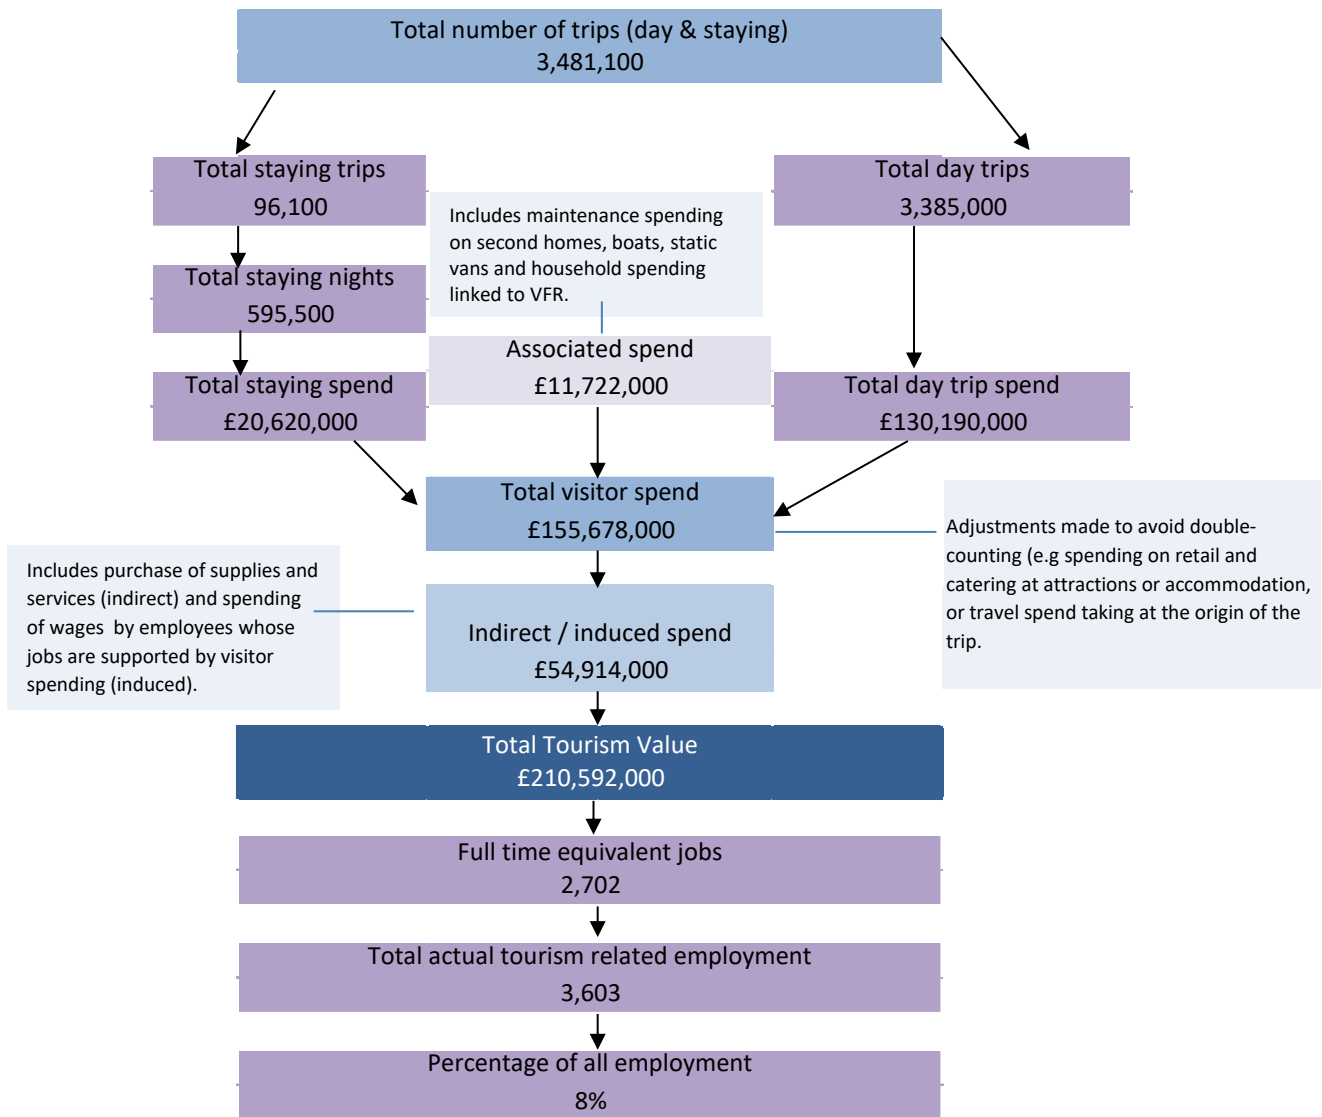 Total number of trips (day & staying)
3,481,100
Total staying trips
96,100
Total day trips
3,385,000
Includes maintenance spending
on second homes, boats, static
vans and household spending
linked to VFR.
Total staying nights
595,500
Associated spend
£11,722,000
Total staying spend
£20,620,000
Total day trip spend
£130,190,000
Total visitor spend
£155,678,000
Adjustments made to avoid double-
counting (e.g spending on retail and
catering at attractions or accommodation,
or travel spend taking at the origin of the
trip.
Includes purchase of supplies and
services (indirect) and spending
of wages by employees whose
jobs are supported by visitor
spending (induced).
Indirect / induced spend
£54,914,000
Total Tourism Value
£210,592,000
Full time equivalent jobs
2,702
Total actual tourism related employment
3,603
Percentage of all employment
8%